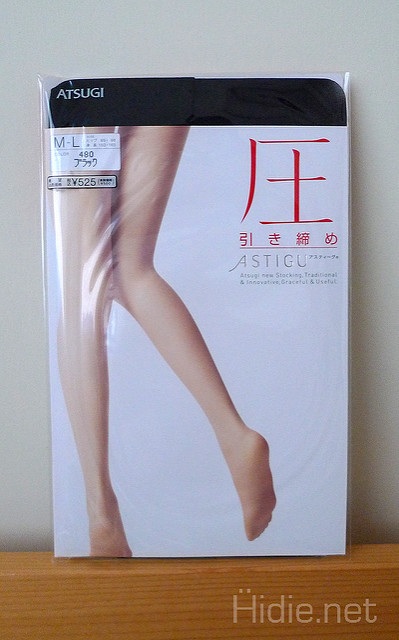 ATSUGI
M-L
480
ブラック
¥525
圧
引き締め
ASTIGU アスティーグ®
Atsugi new Stocking, Traditional
& Innovative, Graceful & Useful.
Hidie.net